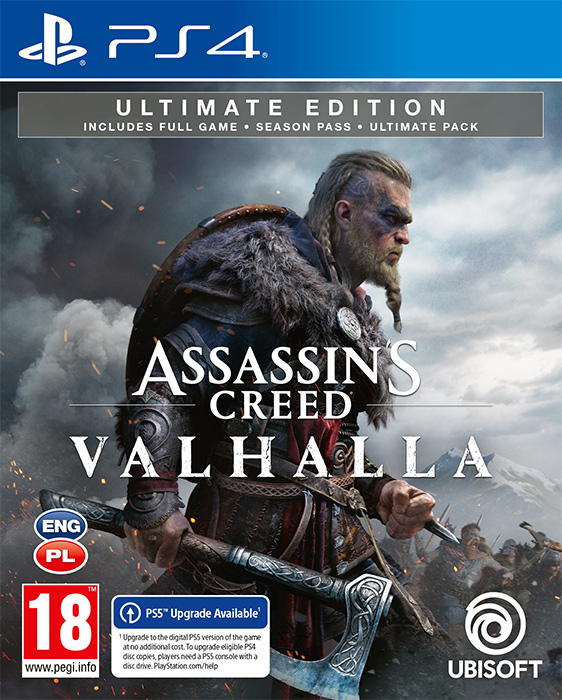 PS4
ULTIMATE EDITION
INCLUDES FULL GAME • SEASON PASS • ULTIMATE PACK
ASSASSIN'S
CREED
VALHALLA
ENG
PL
18™
www.pegi.info
PS5™ Upgrade Available¹
¹ Upgrade to the digital PS5 version of the game
at no additional cost. To upgrade eligible PS4
disc copies, players need a PS5 console with a
disc drive. PlayStation.com/help
UBISOFT